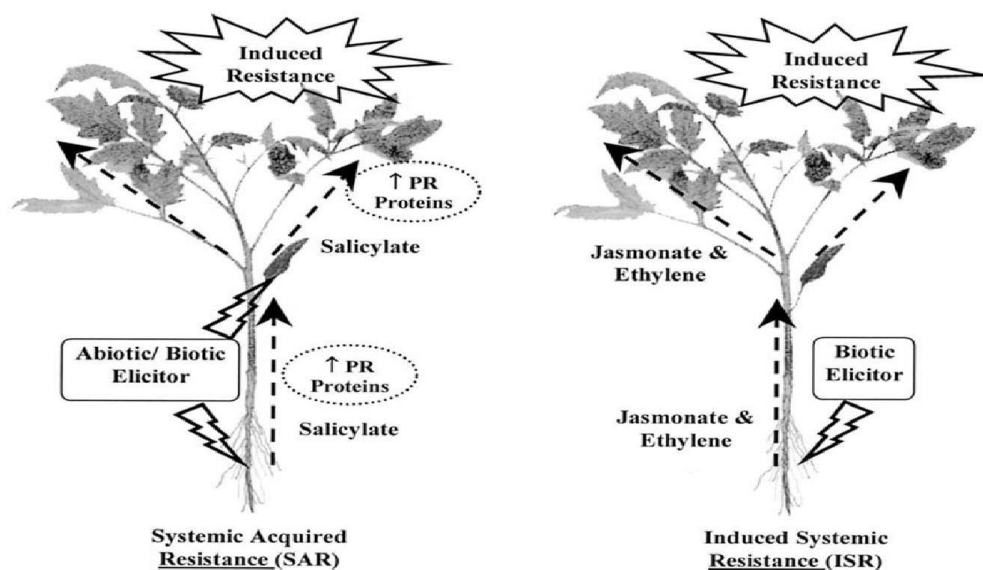 Induced
Resistance
↑ PR
Proteins
Salicylate
Abiotic/ Biotic
Elicitor
↑ PR
Proteins
Salicylate
Systemic Acquired
Resistance (SAR)
Induced
Resistance
Jasmonate &
Ethylene
Biotic
Elicitor
Jasmonate &
Ethylene
Induced Systemic
Resistance (ISR)